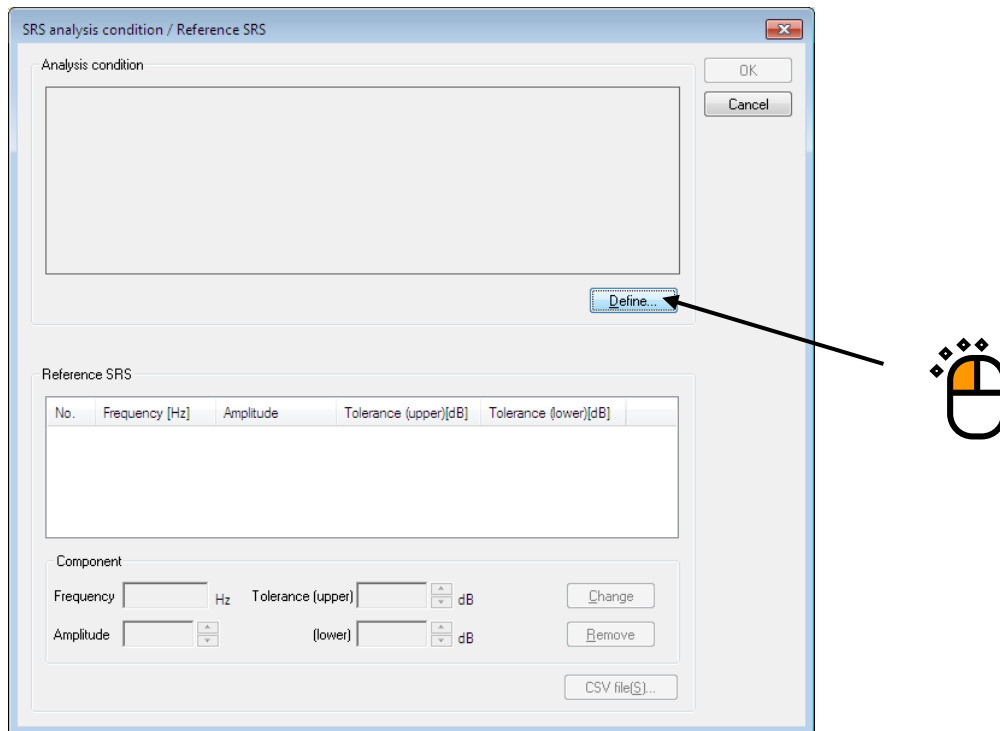 SRS analysis condition / Reference SRS
Analysis condition
OK
Cancel
Define...
Reference SRS
No. Frequency [Hz] Amplitude Tolerance (upper)[dB] Tolerance (lower)[dB]
Component
Frequency Hz Tolerance (upper) dB Change
Amplitude (lower) dB Remove
CSV file(S)...